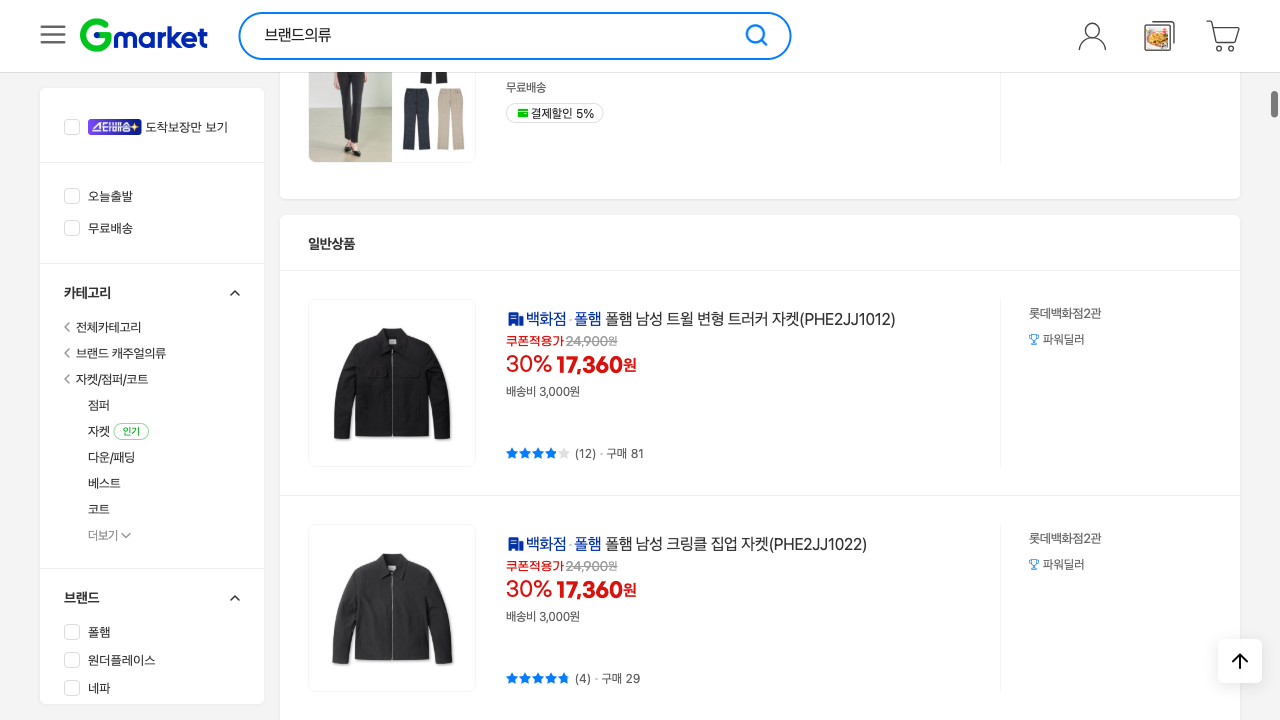 Gmarket
브랜드의류
무료배송
결제할인 5%
스타배송 도착보장만 보기
오늘출발
무료배송
카테고리
전체카테고리
브랜드 캐주얼의류
자켓/점퍼/코트
점퍼
자켓 인기
다운/패딩
베스트
코트
더보기
브랜드
폴햄
원더플레이스
네파
일반상품
백화점 폴햄 폴햄 남성 트윌 변형 트러커 자켓(PHE2JJ1012)
쿠폰적용가 24,900원
30% 17,360원
배송비 3,000원
(12) 구매 81
롯데백화점2관
파워딜러
백화점 폴햄 폴햄 남성 크링클 집업 자켓(PHE2JJ1022)
쿠폰적용가 24,900원
30% 17,360원
배송비 3,000원
(4) 구매 29
롯데백화점2관
파워딜러